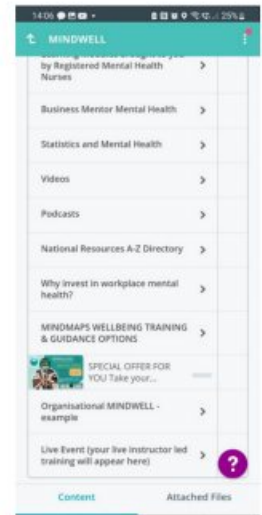 14:06
25%
MINDWELL
by Registered Mental Health
Nurses
Business Mentor Mental Health
Statistics and Mental Health
Videos
Podcasts
National Resources A-Z Directory
Why invest in workplace mental
health?
MINDMAPS WELLBEING TRAINING
& GUIDANCE OPTIONS
SPECIAL OFFER FOR
YOU Take your...
Organisational MINDWELL -
example
Live Event (your live instructor led
training will appear here)
?
Content
Attached Files